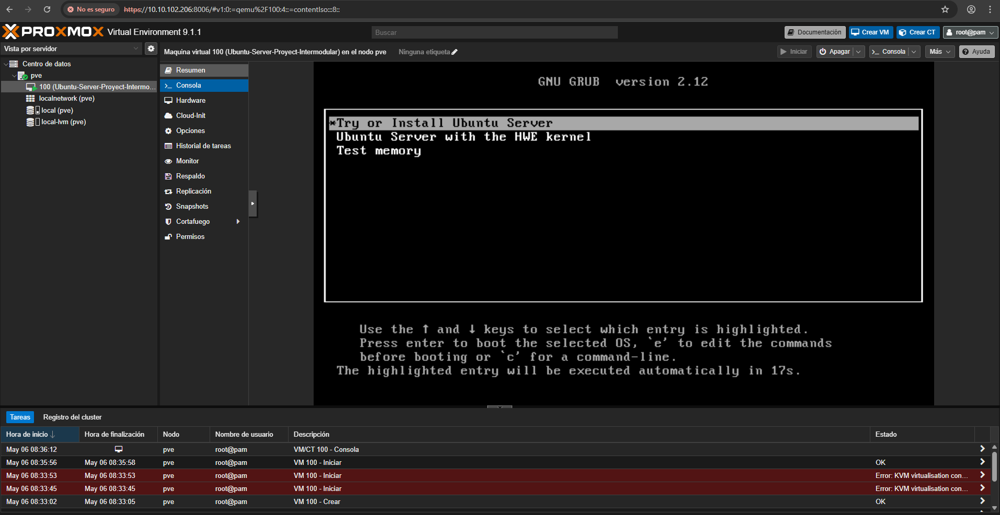 No es seguro
https://10.10.102.206:8006/#v1:0:=qemu%2F100:4::=contentIso:::8::
PROXMOX Virtual Environment 9.1.1
Buscar
Documentación
Crear VM
Crear CT
root@pam
Vista por servidor
Maquina virtual 100 (Ubuntu-Server-Proyect-Intermodular) en el nodo pve
Ninguna etiqueta
Iniciar
Apagar
Consola
Más
Ayuda
Centro de datos
pve
100 (Ubuntu-Server-Proyect-Intermo...
localnetwork (pve)
local (pve)
local-lvm (pve)
Resumen
Consola
Hardware
Cloud-Init
Opciones
Historial de tareas
Monitor
Respaldo
Replicación
Snapshots
Cortafuego
Permisos
GNU GRUB version 2.12
*Try or Install Ubuntu Server
Ubuntu Server with the HWE kernel
Test memory
Use the ↑ and ↓ keys to select which entry is highlighted.
Press enter to boot the selected OS, `e' to edit the commands
before booting or `c' for a command-line.
The highlighted entry will be executed automatically in 17s.
Tareas
Registro del cluster
Hora de inicio Hora de finalización Nodo Nombre de usuario Descripción Estado
May 06 08:36:12 pve root@pam VM/CT 100 - Consola
May 06 08:35:56 May 06 08:35:58 pve root@pam VM 100 - Iniciar OK
May 06 08:33:53 May 06 08:33:53 pve root@pam VM 100 - Iniciar Error: KVM virtualisation con...
May 06 08:33:45 May 06 08:33:45 pve root@pam VM 100 - Iniciar Error: KVM virtualisation con...
May 06 08:33:02 May 06 08:33:05 pve root@pam VM 100 - Crear OK